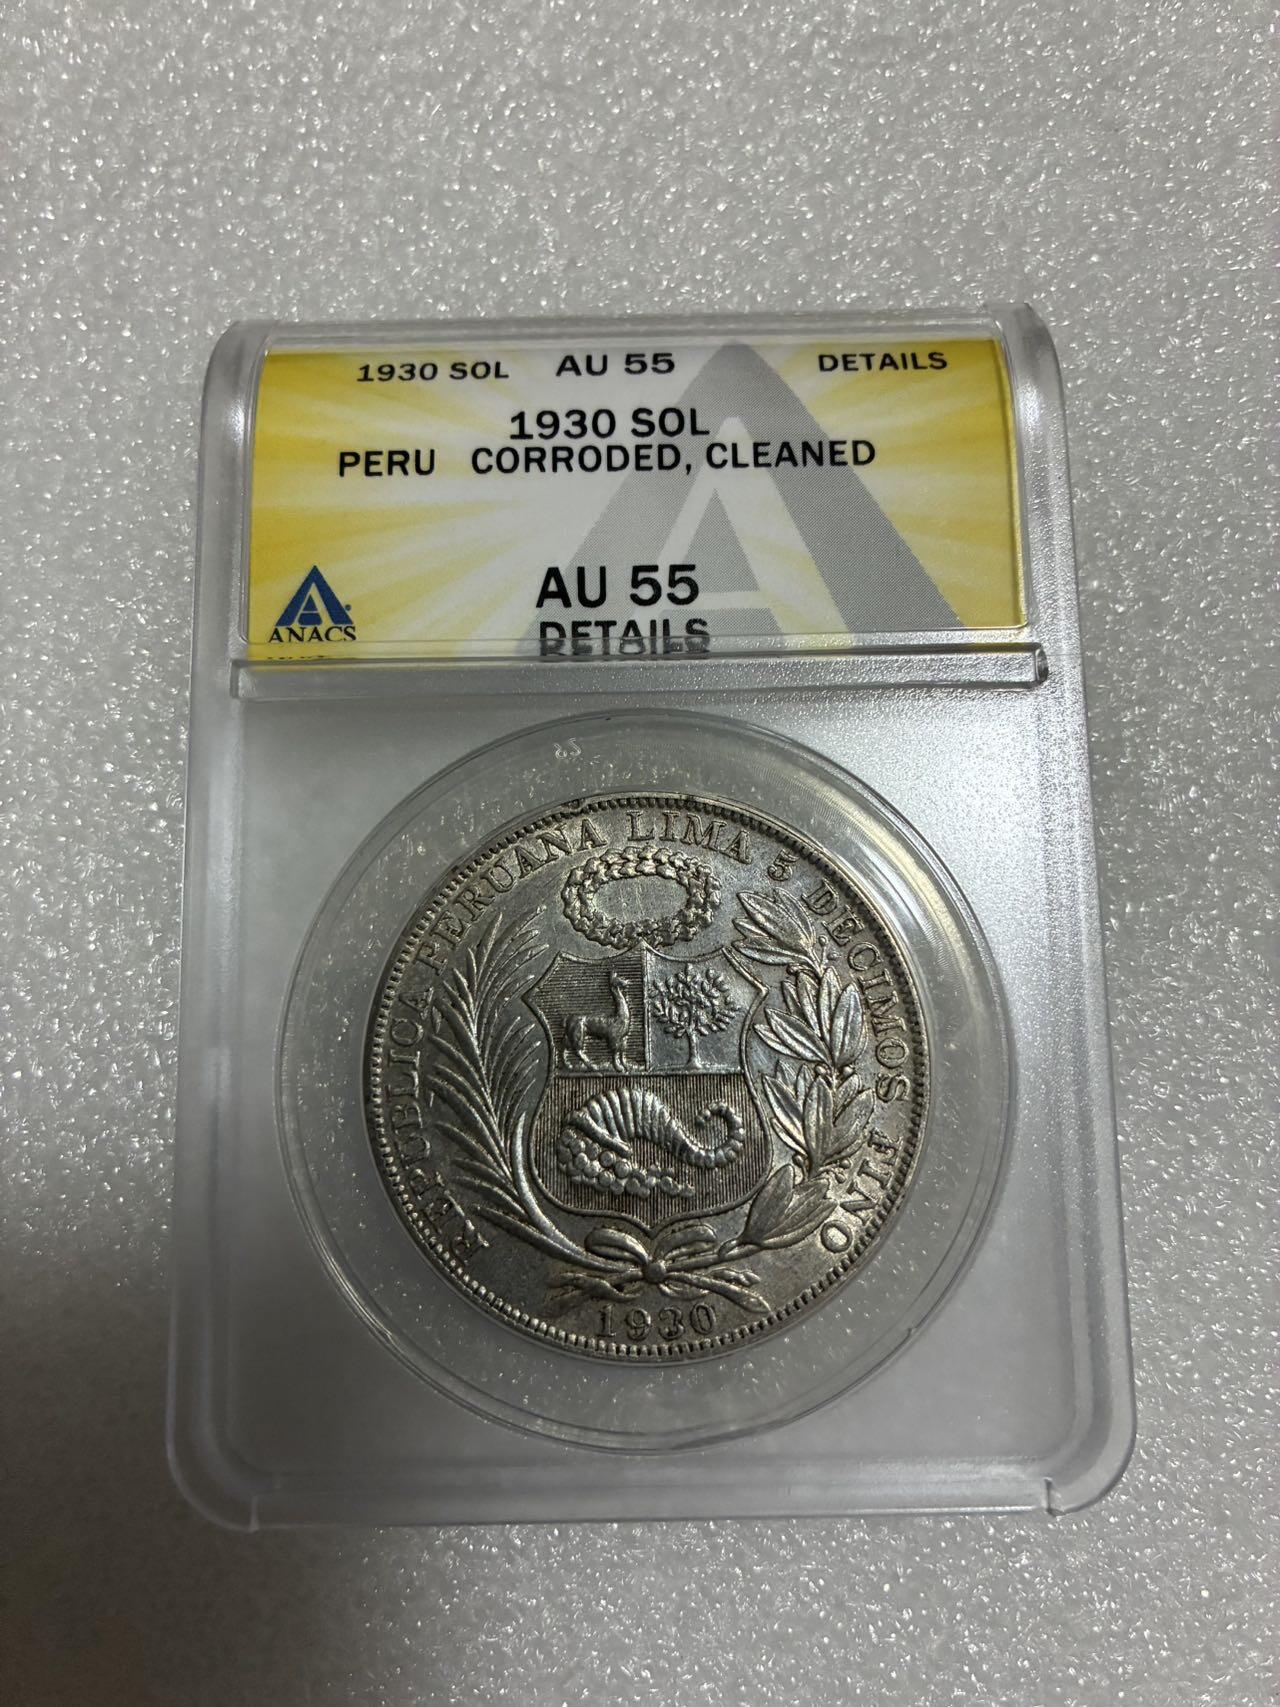 1930 SOL AU 55 DETAILS
1930 SOL
PERU CORRODED, CLEANED
AU 55
DETAILS
ANACS
REPUBLICA PERUANA LIMA 5 DECIMOS FINO
1930